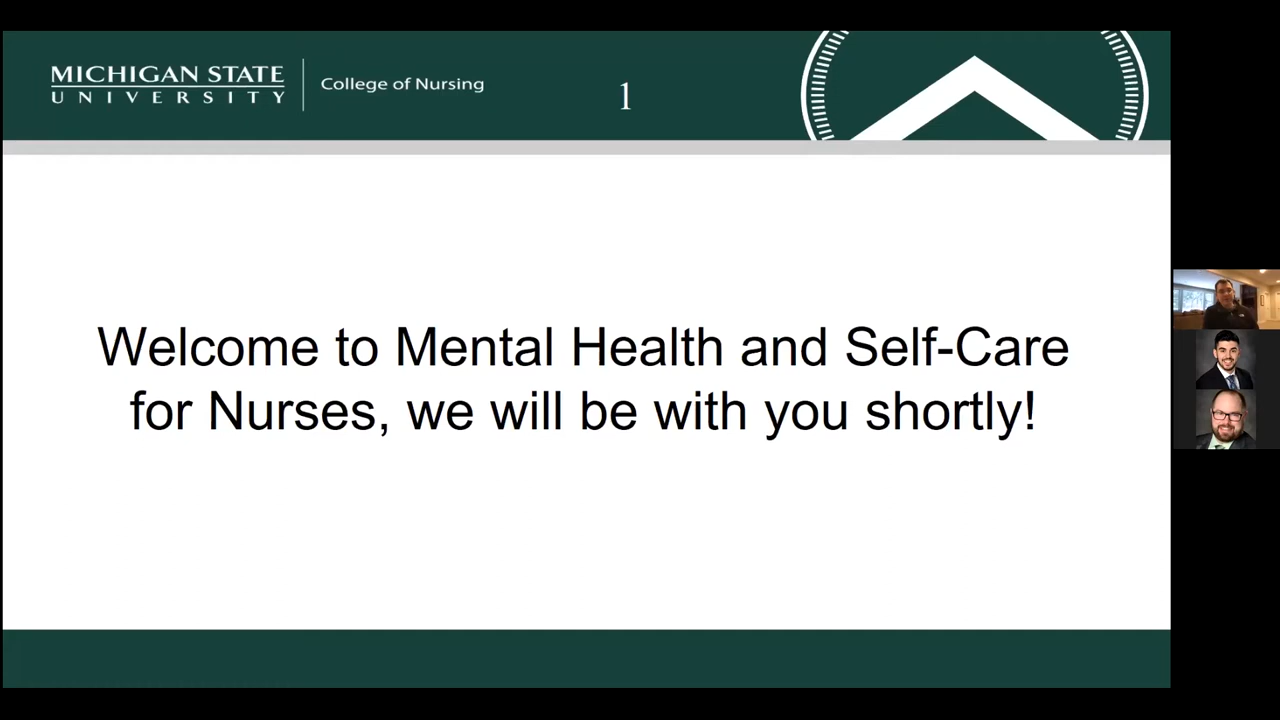 MICHIGAN STATE
UNIVERSITY
College of Nursing
1
Welcome to Mental Health and Self-Care
for Nurses, we will be with you shortly!